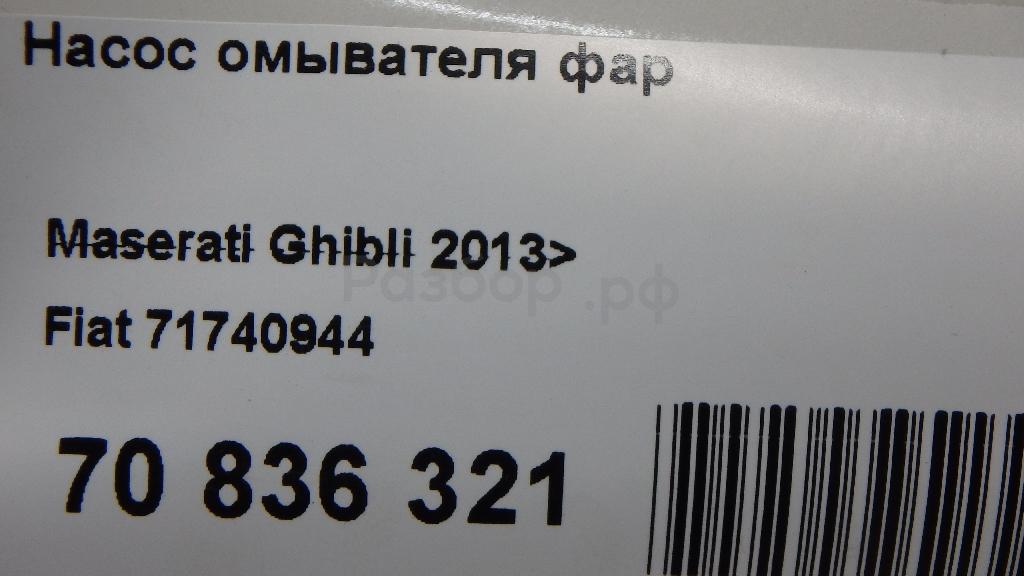 Насос омывателя фар
Maserati Ghibli 2013>
Разбор.рф
Fiat 71740944
70 836 321